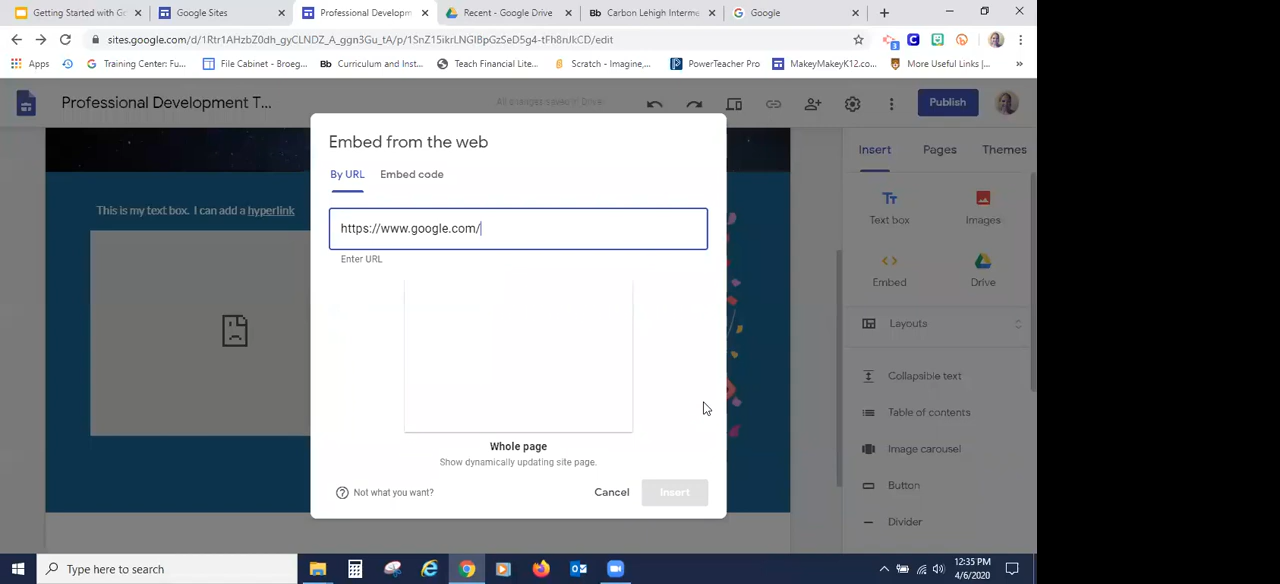 Getting Started with Go
Google Sites
Professional Developm
Recent - Google Drive
Carbon Lehigh Interme
Google
sites.google.com/d/1Rtr1AHzbZ0dh_gyCLNDZ_A_ggn3Gu_tA/p/1SnZ15ikrLNGIBpGzSeD5g4-tFh8nJkCD/edit
Apps
Training Center: Fu...
File Cabinet - Broeg...
Curriculum and Inst...
Teach Financial Lite...
Scratch - Imagine,...
PowerTeacher Pro
MakeyMakeyK12.co...
More Useful Links |...
Professional Development T...
All changes saved in Drive
Publish
Embed from the web
By URL
Embed code
https://www.google.com/
Enter URL
Whole page
Show dynamically updating site page.
Not what you want?
Cancel
Insert
This is my text box. I can add a hyperlink
Insert
Pages
Themes
Text box
Images
Embed
Drive
Layouts
Collapsible text
Table of contents
Image carousel
Button
Divider
Type here to search
12:35 PM
4/6/2020